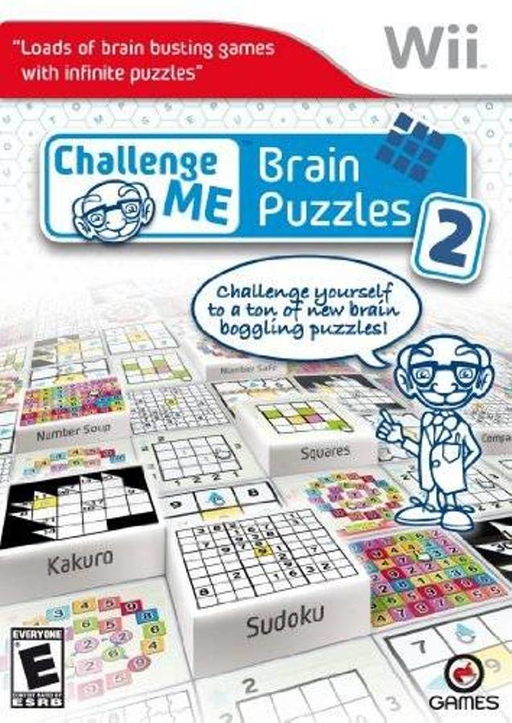 "Loads of brain busting games
with infinite puzzles"
Wii
Challenge
ME
Brain
Puzzles
2
Challenge yourself
to a ton of new brain
boggling puzzles!
Number Safe
Number Soup
Squares
Compa
Kakuro
Sudoku
EVERYONE
E
ESRB
GAMES